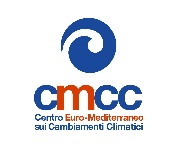 cmcc
Centro Euro-Mediterraneo
sui Cambiamenti Climatici